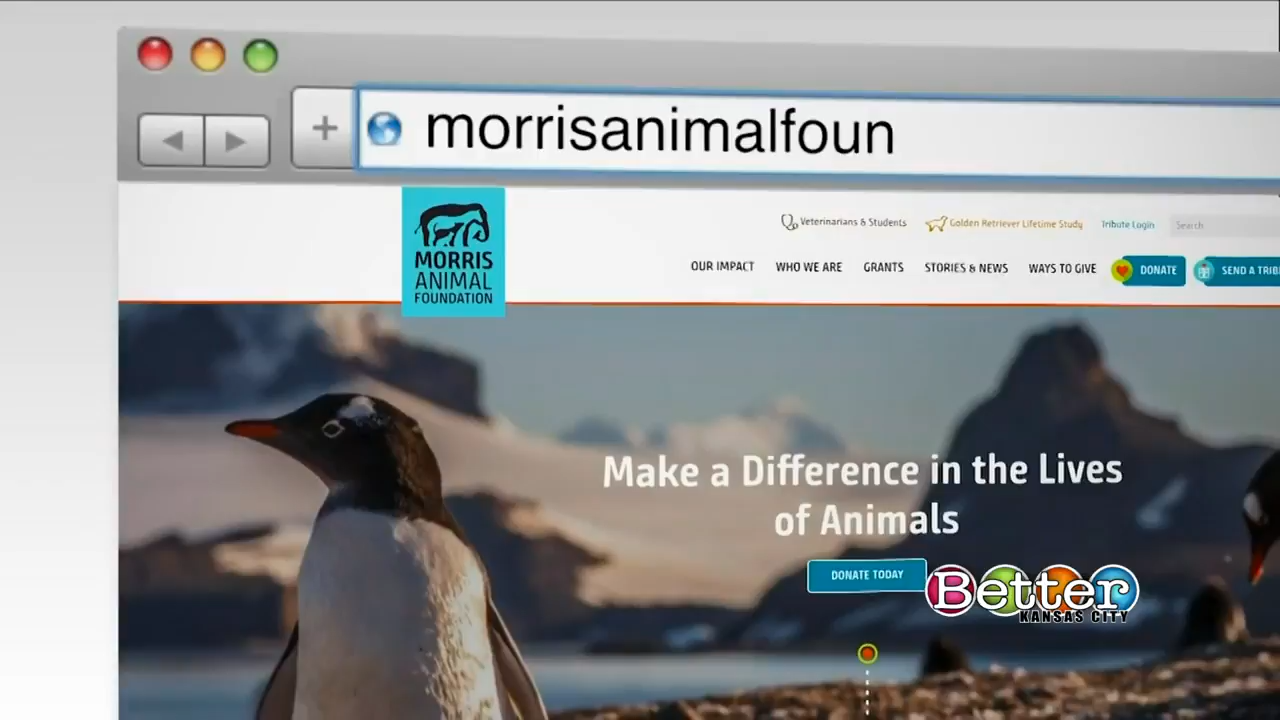 + morrisanimalfoun
MORRIS
ANIMAL
FOUNDATION
Veterinarians & Students
Golden Retriever Lifetime Study
Tribute Login
Search
OUR IMPACT
WHO WE ARE
GRANTS
STORIES & NEWS
WAYS TO GIVE
DONATE
SEND A TRIB
Make a Difference in the Lives
of Animals
DONATE TODAY
Better
KANSAS CITY